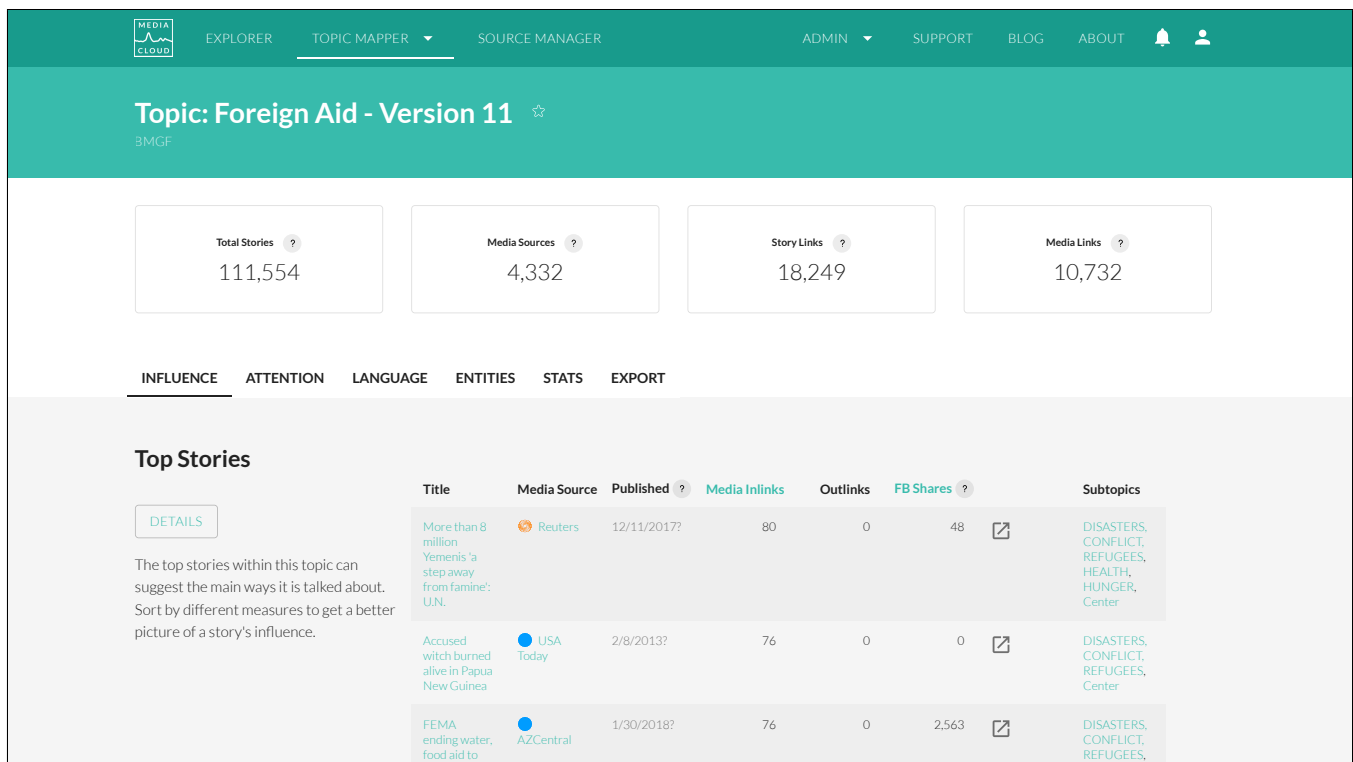 MEDIA
CLOUD
EXPLORER TOPIC MAPPER SOURCE MANAGER ADMIN SUPPORT BLOG ABOUT
Topic: Foreign Aid - Version 11
BMGF
Total Stories ? Media Sources ? Story Links ? Media Links ?
111,554 4,332 18,249 10,732
INFLUENCE ATTENTION LANGUAGE ENTITIES STATS EXPORT
Top Stories
DETAILS
The top stories within this topic can
suggest the main ways it is talked about.
Sort by different measures to get a better
picture of a story's influence.
Title Media Source Published ? Media Inlinks Outlinks FB Shares ? Subtopics
More than 8 Reuters 12/11/2017? 80 0 48 DISASTERS,
million CONFLICT,
Yemenis 'a REFUGEES,
step away HEALTH,
from famine': HUNGER,
U.N. Center
Accused USA 2/8/2013? 76 0 0 DISASTERS,
witch burned Today CONFLICT,
alive in Papua REFUGEES,
New Guinea Center
FEMA 1/30/2018? 76 0 2,563 DISASTERS,
ending water, AZCentral CONFLICT,
food aid to REFUGEES,